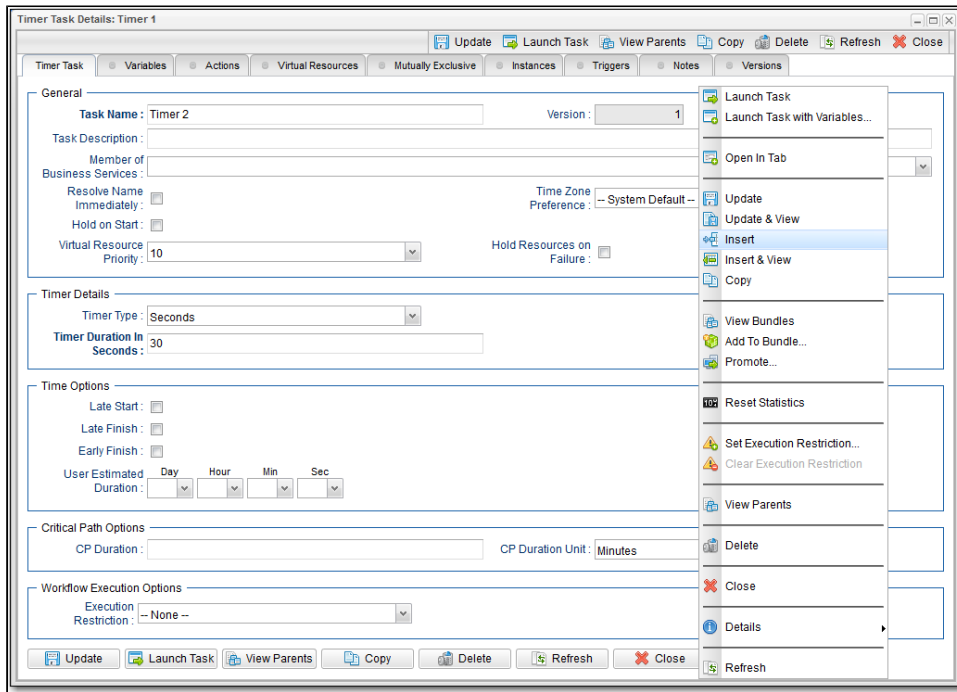 Timer Task Details: Timer 1
Update Launch Task View Parents Copy Delete Refresh Close
Timer Task Variables Actions Virtual Resources Mutually Exclusive Instances Triggers Notes Versions
General
Task Name : Timer 2 Version : 1
Task Description :
Member of
Business Services :
Resolve Name
Immediately :
Time Zone
Preference : -- System Default --
Hold on Start :
Virtual Resource
Priority : 10
Hold Resources on
Failure :
Timer Details
Timer Type : Seconds
Timer Duration In
Seconds : 30
Time Options
Late Start :
Late Finish :
Early Finish :
User Estimated
Duration :
Day Hour Min Sec
Critical Path Options
CP Duration : CP Duration Unit : Minutes
Workflow Execution Options
Execution
Restriction : -- None --
Update Launch Task View Parents Copy Delete Refresh Close
Launch Task
Launch Task with Variables...
Open In Tab
Update
Update & View
Insert
Insert & View
Copy
View Bundles
Add To Bundle...
Promote...
Reset Statistics
Set Execution Restriction...
Clear Execution Restriction
View Parents
Delete
Close
Details
Refresh